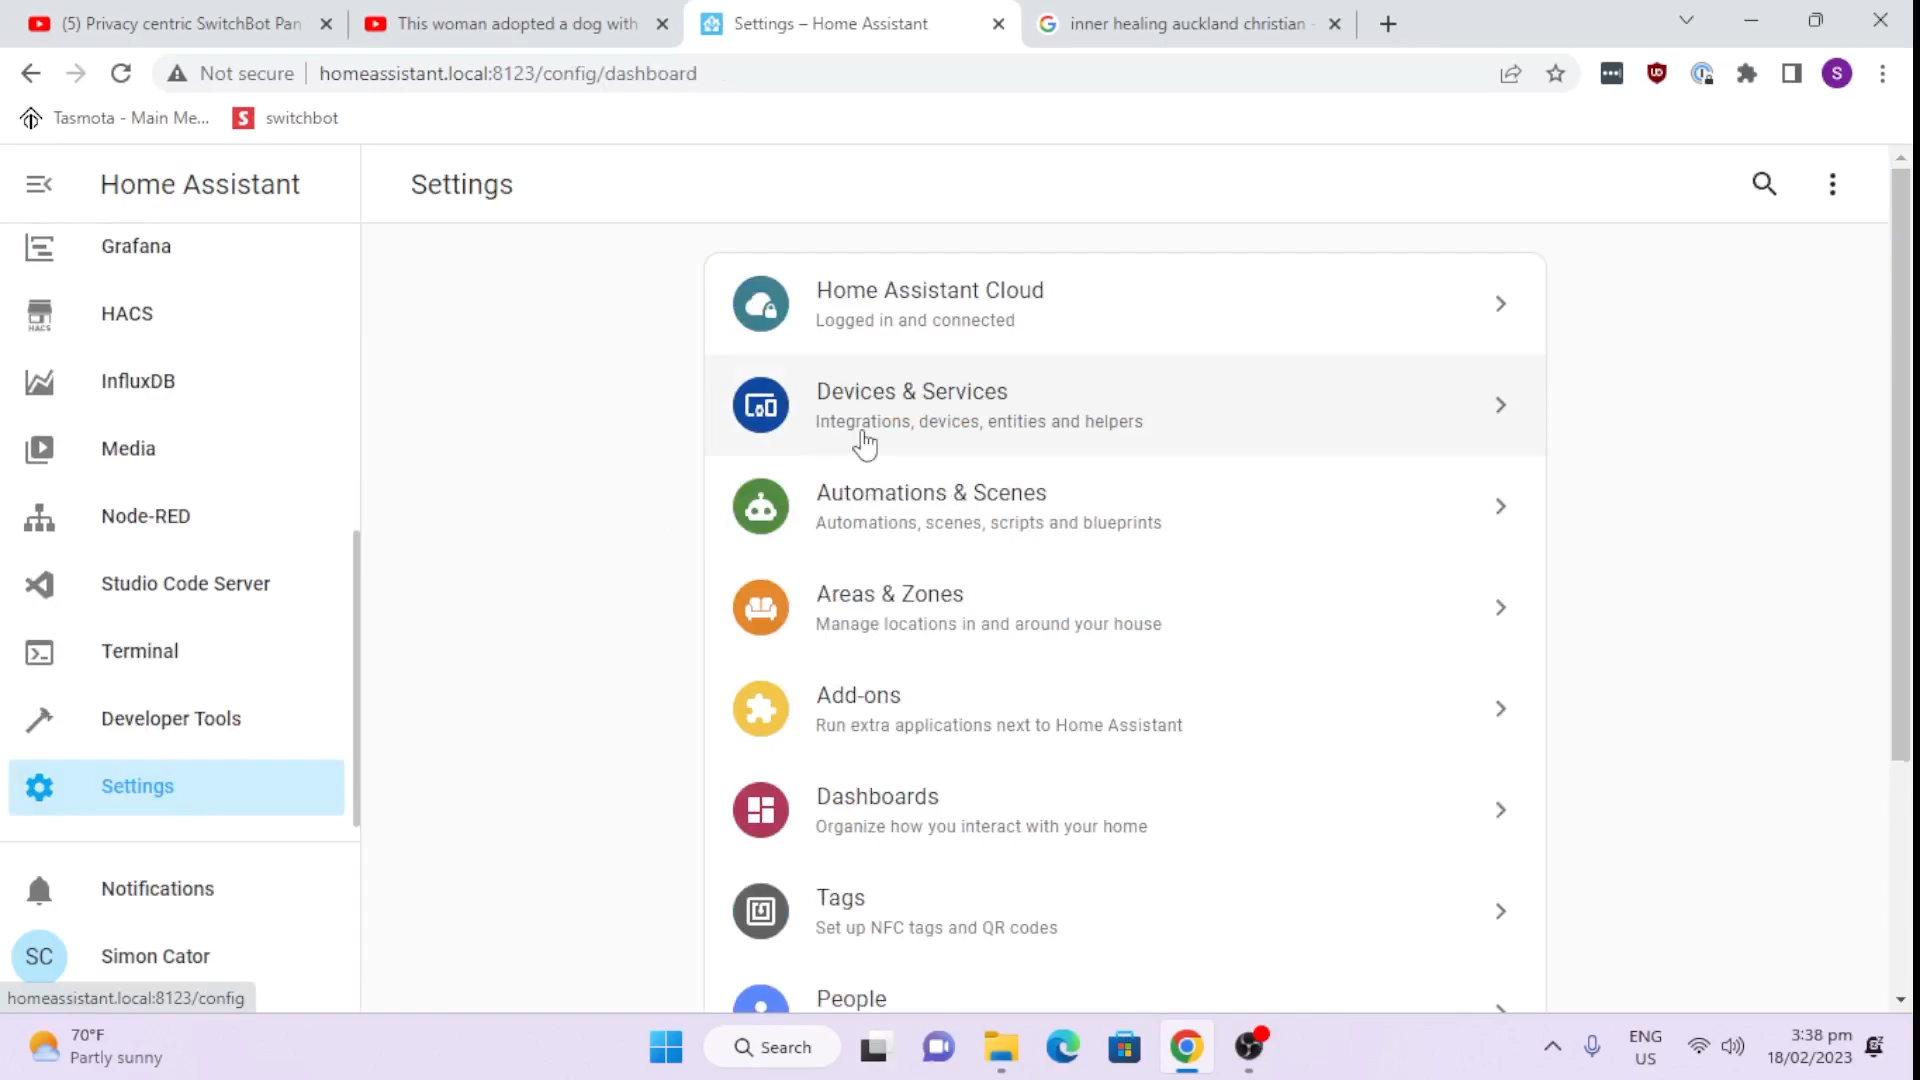 (5) Privacy centric SwitchBot Pan
This woman adopted a dog with
Settings – Home Assistant
inner healing auckland christian -
Not secure
homeassistant.local:8123/config/dashboard
S
Tasmota - Main Me...
S switchbot
Home Assistant
Settings
Grafana
HACS
HACS
InfluxDB
Media
Node-RED
Studio Code Server
Terminal
Developer Tools
Settings
Notifications
SC Simon Cator
homeassistant.local:8123/config
Home Assistant Cloud
Logged in and connected
Devices & Services
Integrations, devices, entities and helpers
Automations & Scenes
Automations, scenes, scripts and blueprints
Areas & Zones
Manage locations in and around your house
Add-ons
Run extra applications next to Home Assistant
Dashboards
Organize how you interact with your home
Tags
Set up NFC tags and QR codes
People
70°F
Partly sunny
Search
ENG
US
3:38 pm
18/02/2023